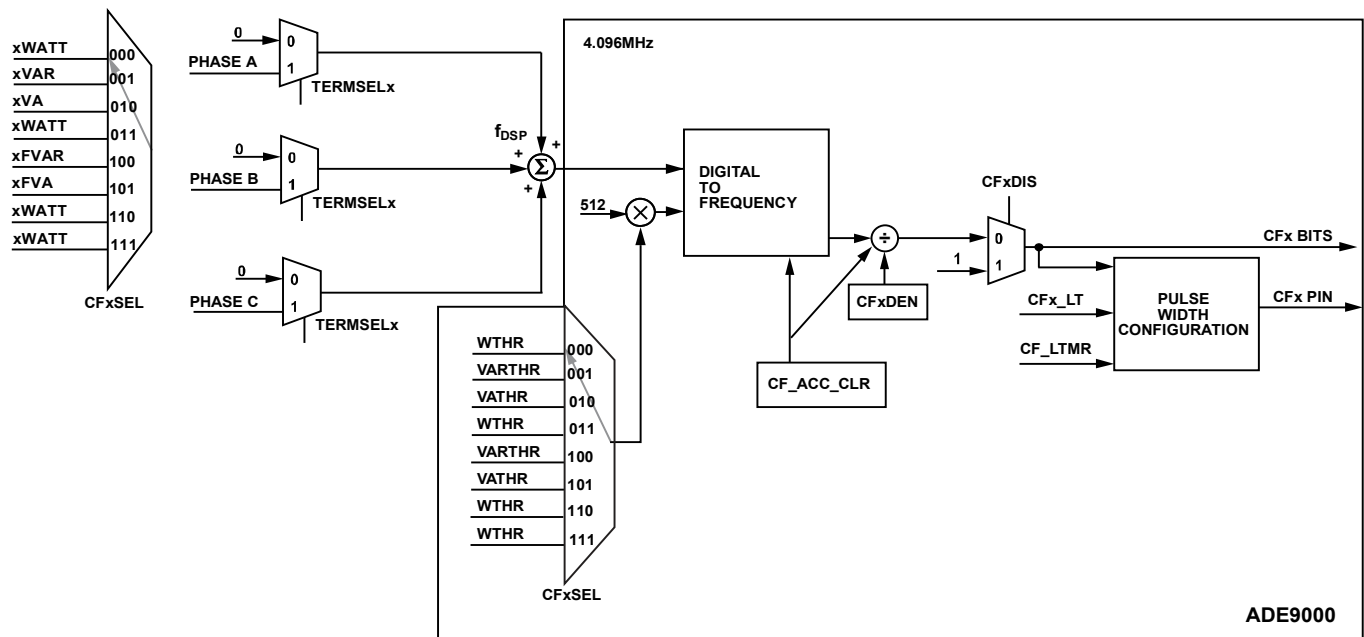 xWATT
000
xVAR
001
xVA
010
xWATT
011
xFVAR
100
xFVA
101
xWATT
110
xWATT
111
CFxSEL
0
0
PHASE A
1
TERMSELx
0
0
PHASE B
1
TERMSELx
0
0
PHASE C
1
TERMSELx
fDSP
+
+
+
Σ
4.096MHz
512
×
DIGITAL
TO
FREQUENCY
WTHR
000
VARTHR
001
VATHR
010
WTHR
011
VARTHR
100
VATHR
101
WTHR
110
WTHR
111
CFxSEL
÷
CFxDEN
CF_ACC_CLR
CFxDIS
0
1
1
CFx BITS
CFx_LT
CF_LTMR
PULSE
WIDTH
CONFIGURATION
CFx PIN
ADE9000